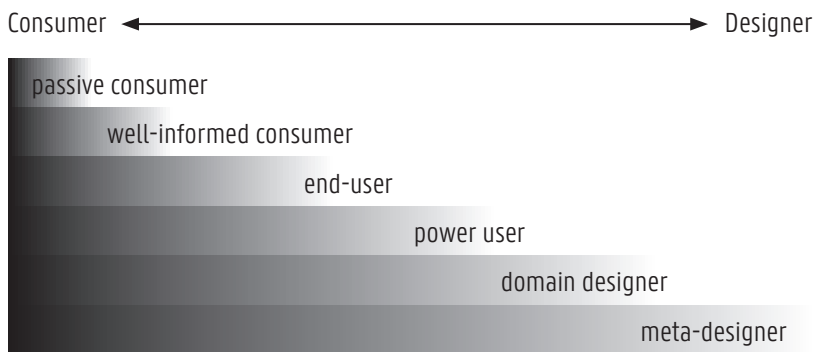 Consumer Designer
passive consumer
well-informed consumer
end-user
power user
domain designer
meta-designer